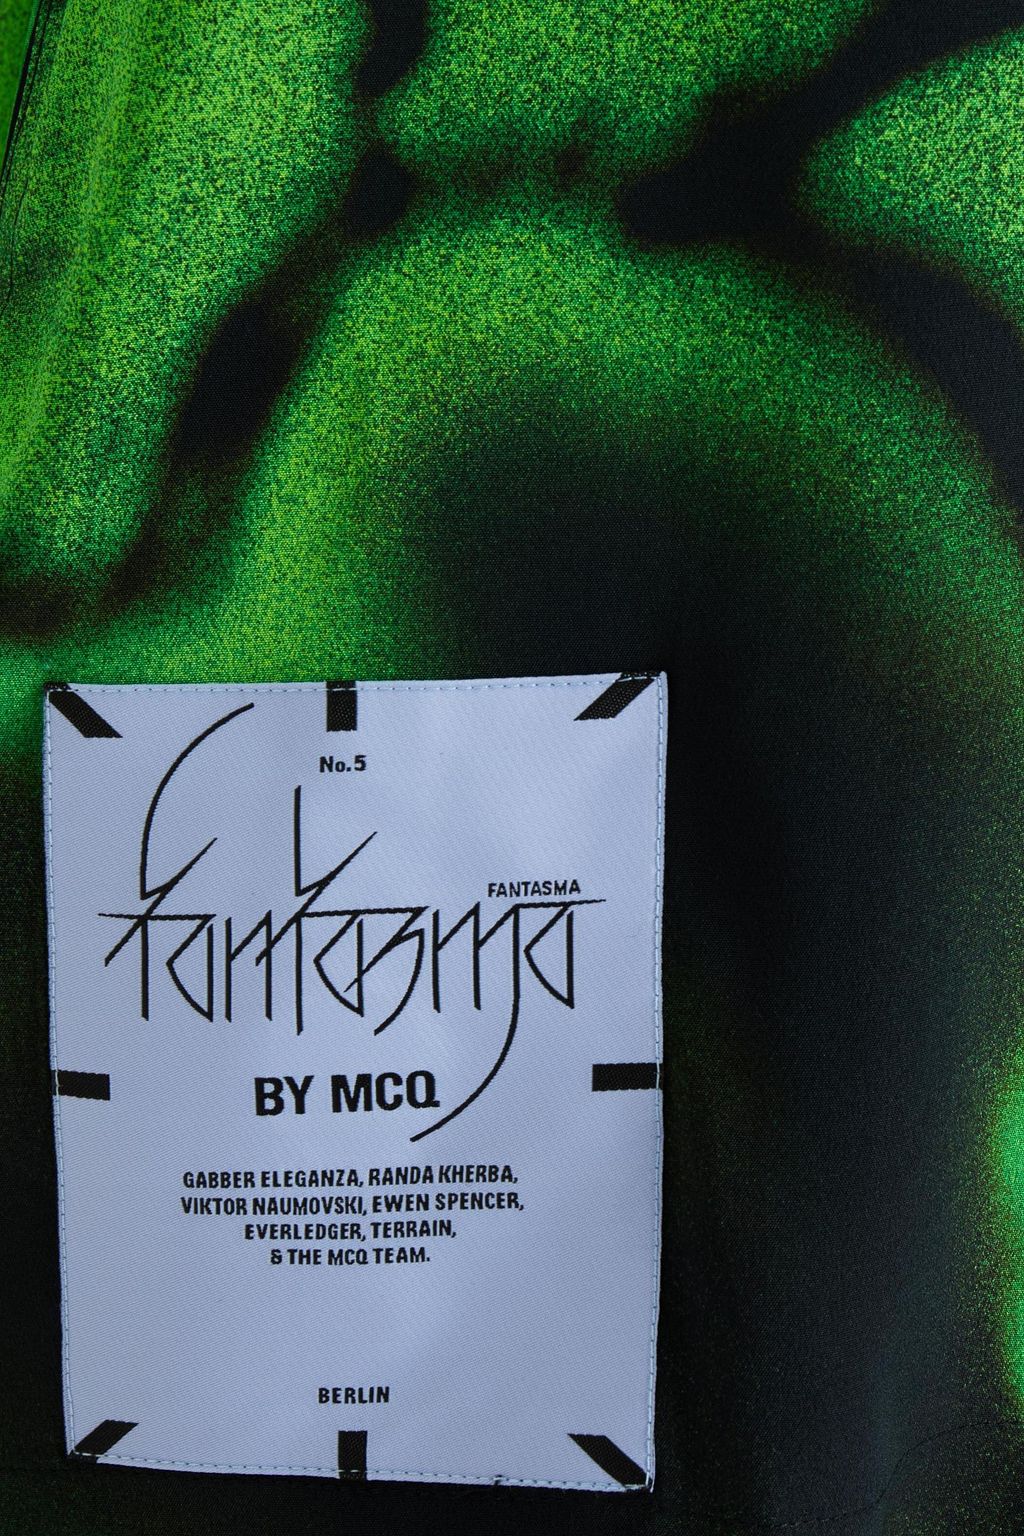 No.5
FANTASMA
fantasma
BY MCQ
GABBER ELEGANZA, RANDA KHERBA,
VIKTOR NAUMOVSKI, EWEN SPENCER,
EVERLEDGER, TERRAIN,
& THE MCQ TEAM.
BERLIN